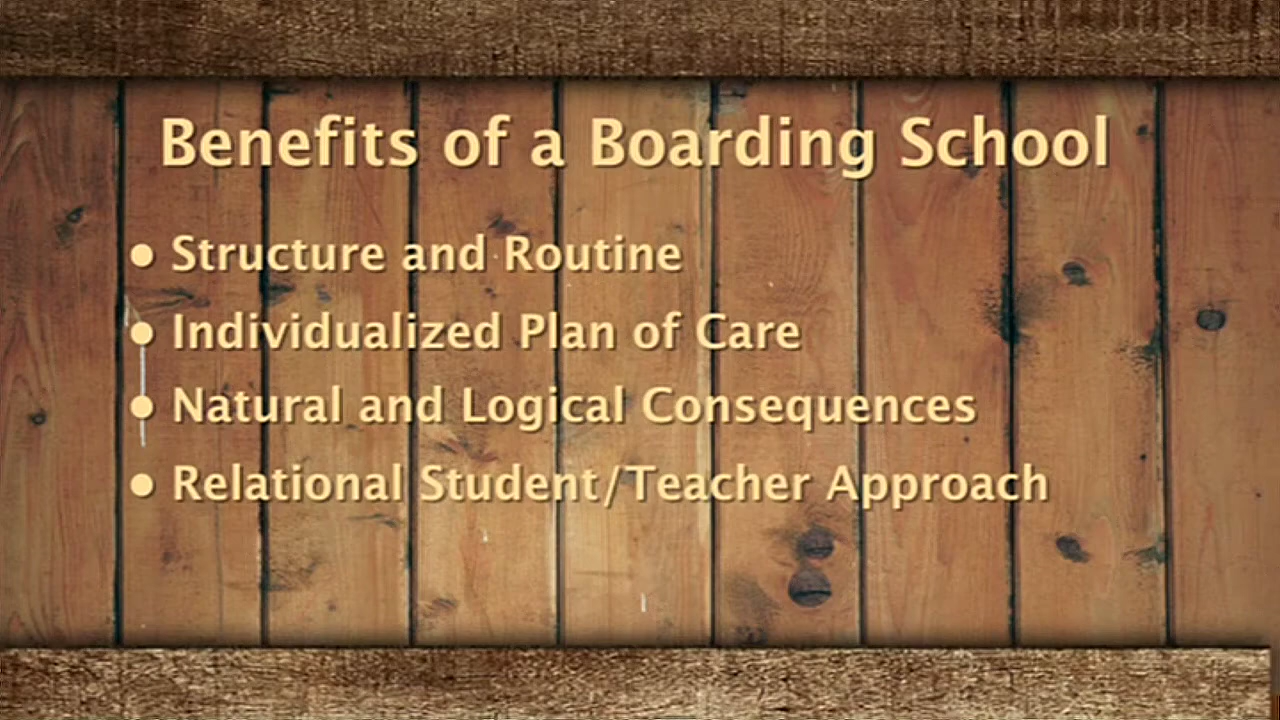 Benefits of a Boarding School
• Structure and Routine
• Individualized Plan of Care
• Natural and Logical Consequences
• Relational Student/Teacher Approach